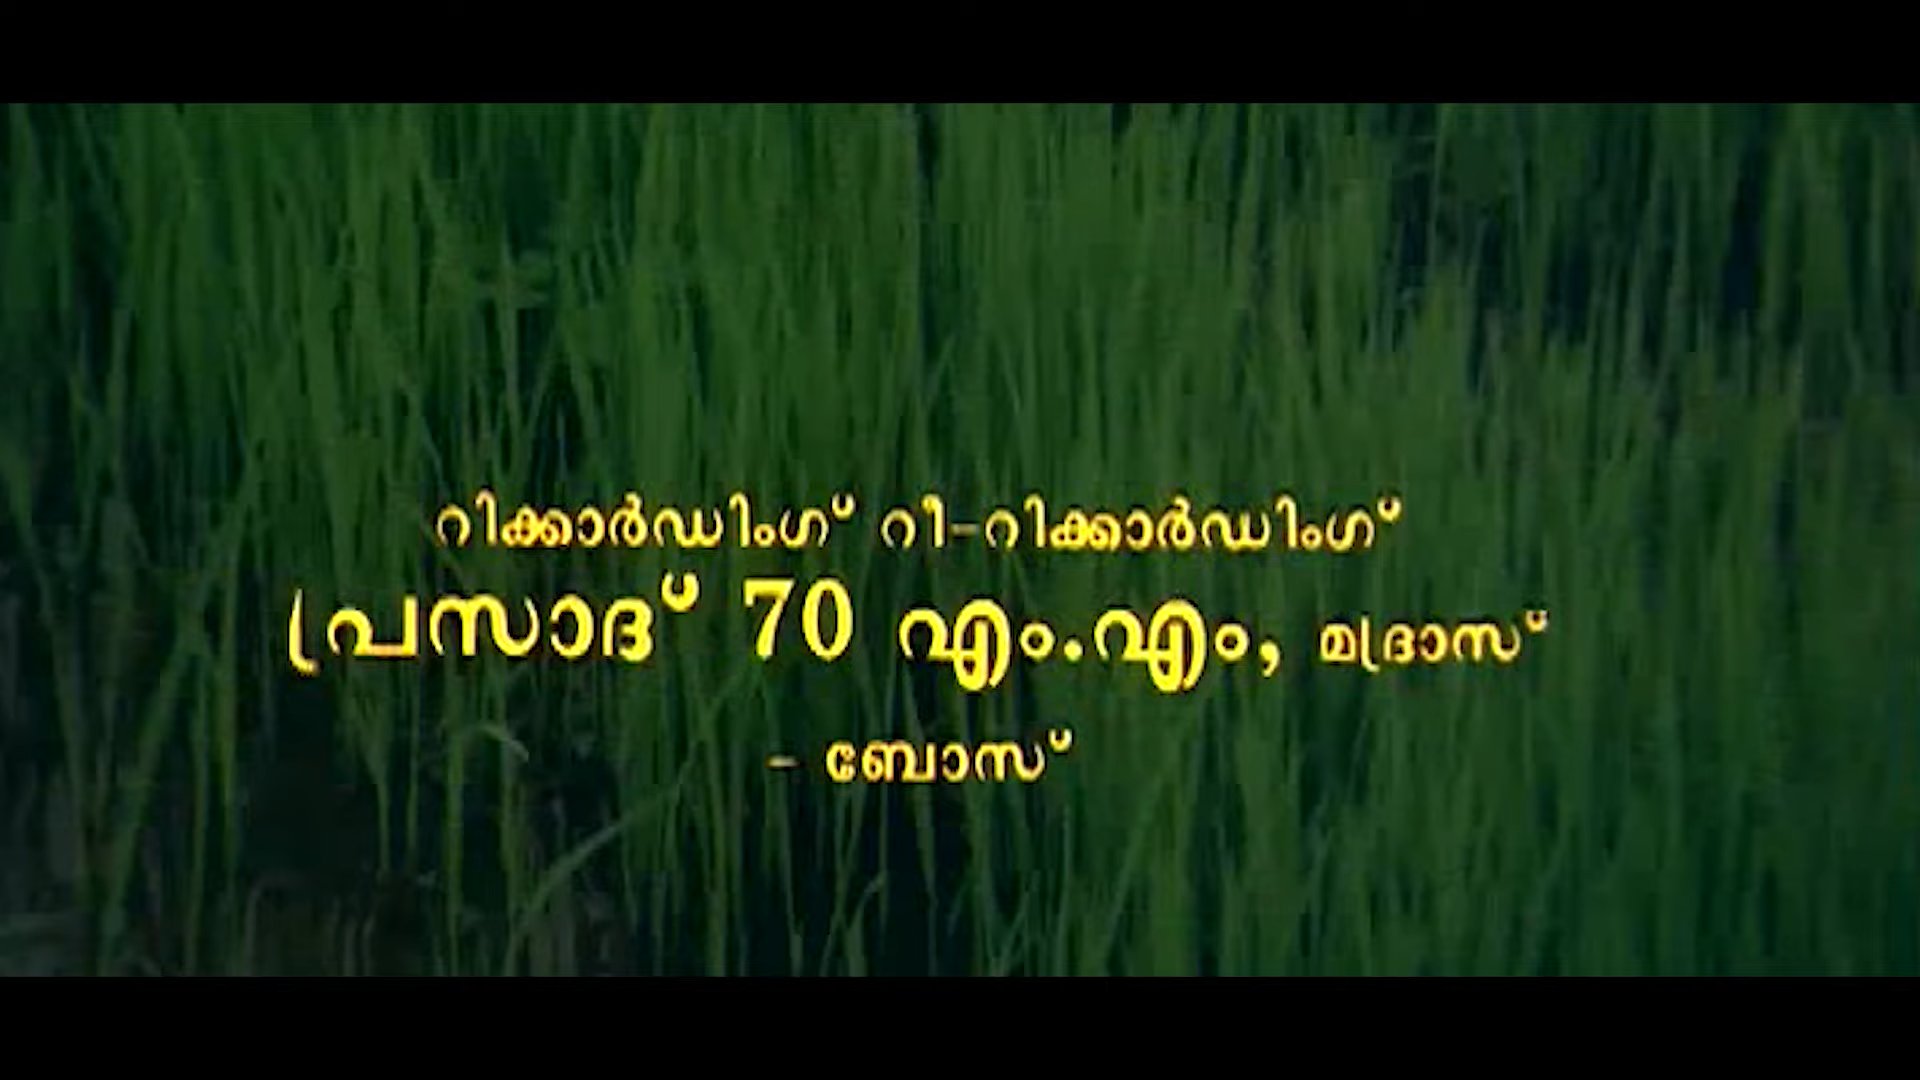 റിക്കാർഡിംഗ് റീ-റിക്കാർഡിംഗ്
പ്രസാദ് 70 എം.എം, മദ്രാസ്
- ബോസ്